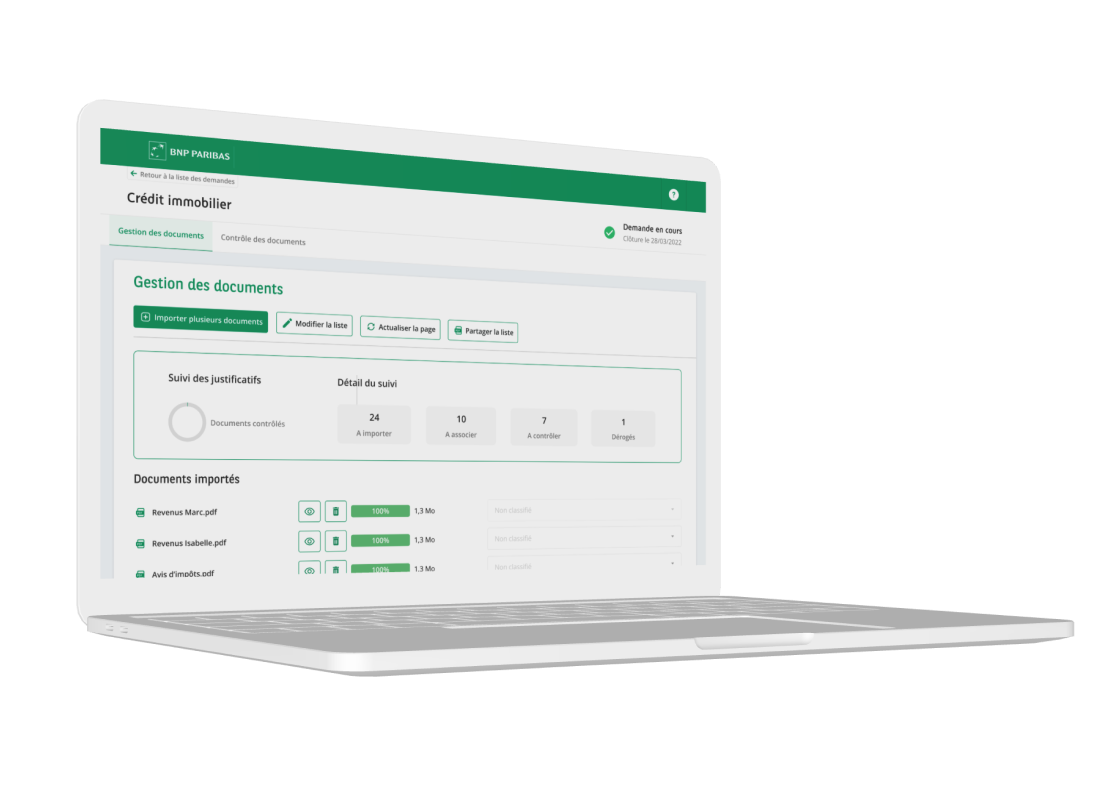 BNP PARIBAS
← Retour à la liste des demandes
?
Crédit immobilier
Demande en cours
Clôture le 28/03/2022
Gestion des documents Contrôle des documents
Gestion des documents
Importer plusieurs documents Modifier la liste Actualiser la page Partager la liste
Suivi des justificatifs Détail du suivi
24 10 7 1
Documents contrôlés
A importer A associer A contrôler Dérogés
Documents importés
Revenus Marc.pdf 100% 1,3 Mo Non classifié
Revenus Isabelle.pdf 100% 1,3 Mo Non classifié
Avis d'impôts.pdf 100% 1.3 Mo Non classifié